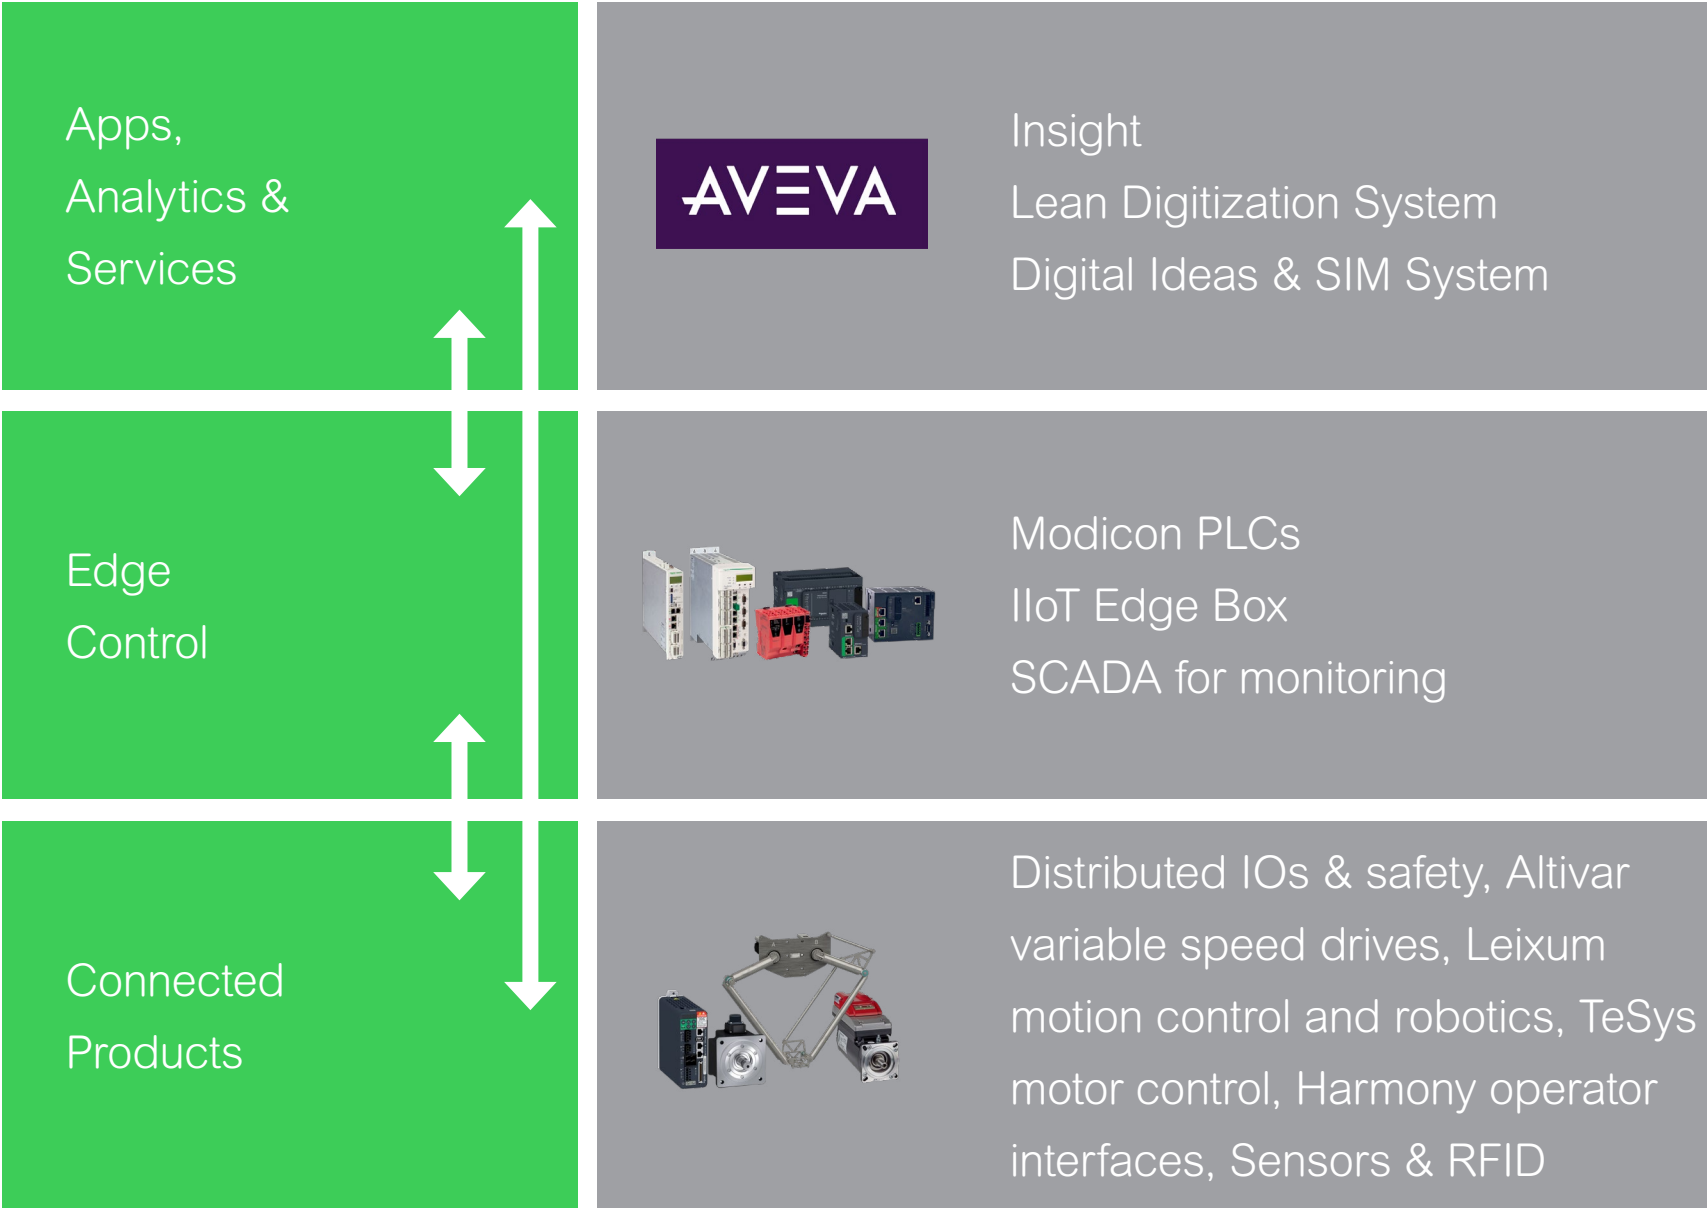 Apps,
Analytics &
Services
AVEVA
Insight
Lean Digitization System
Digital Ideas & SIM System
Edge
Control
Modicon PLCs
IIoT Edge Box
SCADA for monitoring
Connected
Products
Distributed IOs & safety, Altivar
variable speed drives, Leixum
motion control and robotics, TeSys
motor control, Harmony operator
interfaces, Sensors & RFID